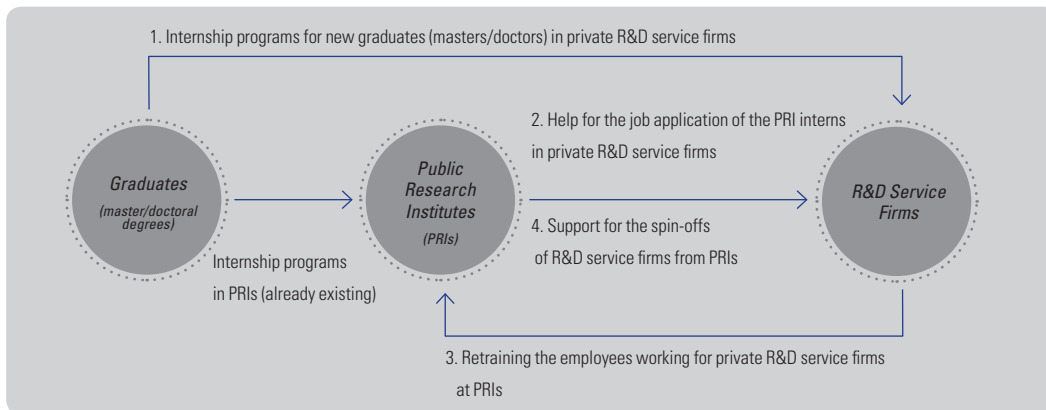 1. Internship programs for new graduates (masters/doctors) in private R&D service firms
Graduates
(master/doctoral
degrees)
Internship programs
in PRIs (already existing)
Public
Research
Institutes
(PRIs)
2. Help for the job application of the PRI interns
in private R&D service firms
4. Support for the spin-offs
of R&D service firms from PRIs
R&D Service
Firms
3. Retraining the employees working for private R&D service firms
at PRIs